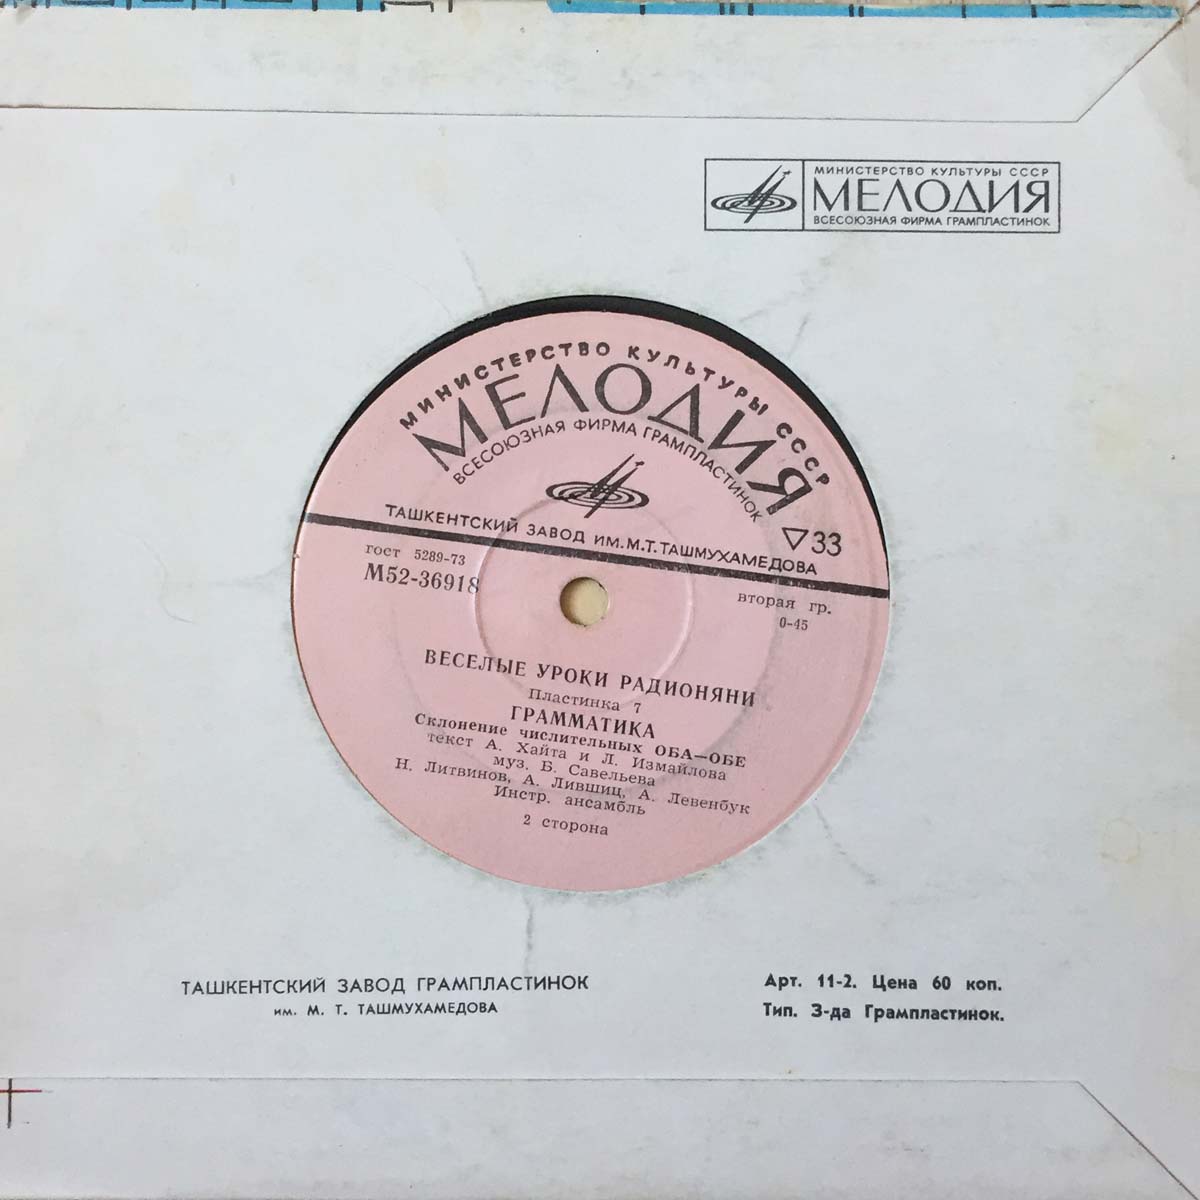 МИНИСТЕРСТВО КУЛЬТУРЫ СССР
МЕЛОДИЯ
ВСЕСОЮЗНАЯ ФИРМА ГРАМПЛАСТИНОК
МИНИСТЕРСТВО КУЛЬТУРЫ СССР
МЕЛОДИЯ
ВСЕСОЮЗНАЯ ФИРМА ГРАМПЛАСТИНОК
ТАШКЕНТСКИЙ ЗАВОД ИМ. М. Т. ТАШМУХАМЕДОВА
▽33
гост 5289-73
М52-36918
вторая гр.
0-45
ВЕСЕЛЫЕ УРОКИ РАДИОНЯНИ
Пластинка 7
ГРАММАТИКА
Склонение числительных ОБА—ОБЕ
текст А. Хайта и Л. Измайлова
муз. Б. Савельева
Н. Литвинов, А. Лившиц, А. Левенбук
Инстр. ансамбль
2 сторона
ТАШКЕНТСКИЙ ЗАВОД ГРАМПЛАСТИНОК
им. М. Т. ТАШМУХАМЕДОВА
Арт. 11-2. Цена 60 коп.
Тип. З-да Грампластинок.